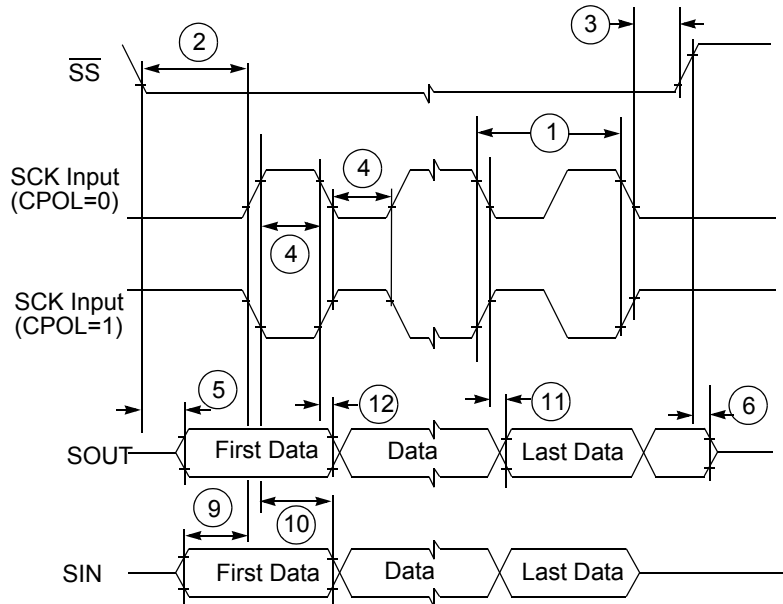 2
3
SS
1
SCK Input
(CPOL=0)
4
4
SCK Input
(CPOL=1)
5
12
11
6
SOUT
First Data
Data
Last Data
9
10
SIN
First Data
Data
Last Data